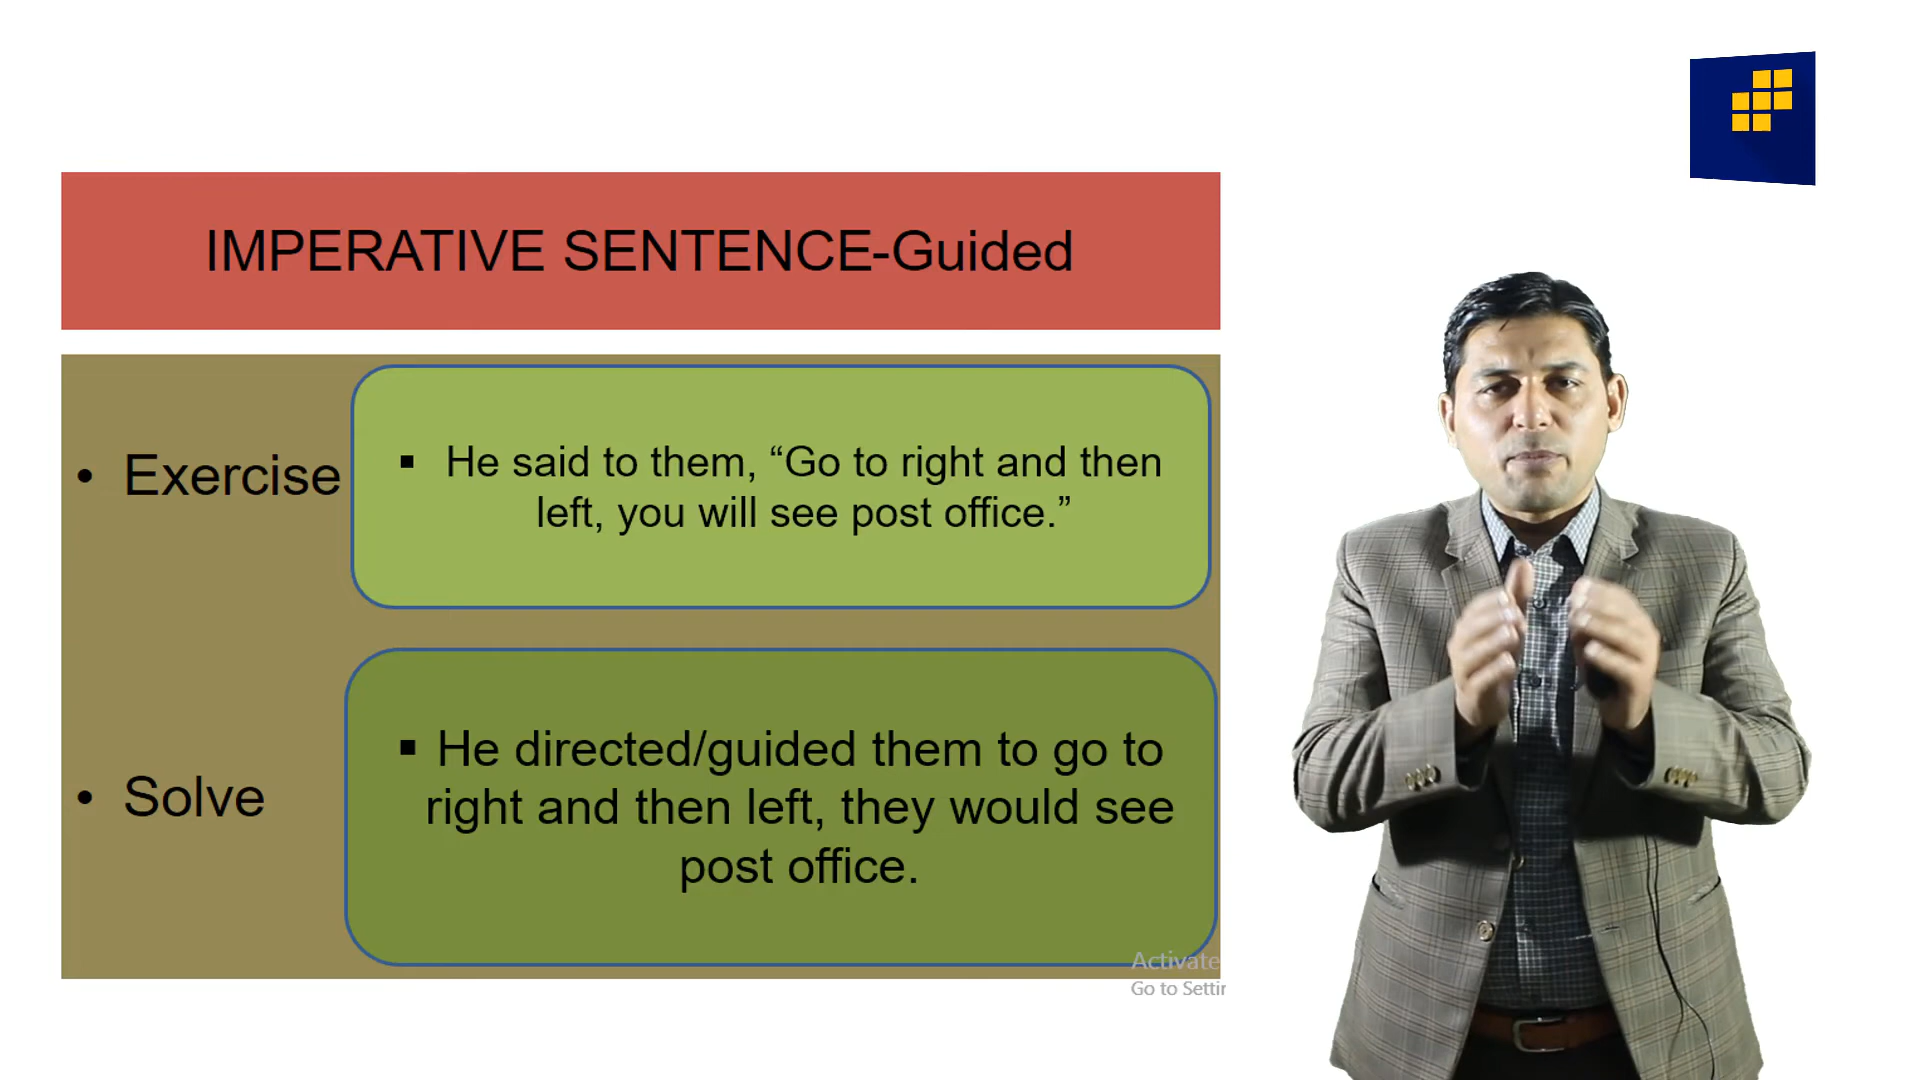 IMPERATIVE SENTENCE-Guided
• Exercise
▪ He said to them, “Go to right and then
left, you will see post office.”
• Solve
▪ He directed/guided them to go to
right and then left, they would see
post office.
Activate
Go to Settin